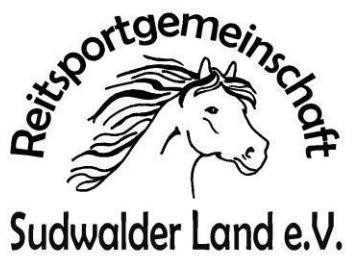 Reitsportgemeinschaft
Sudwalder Land e.V.